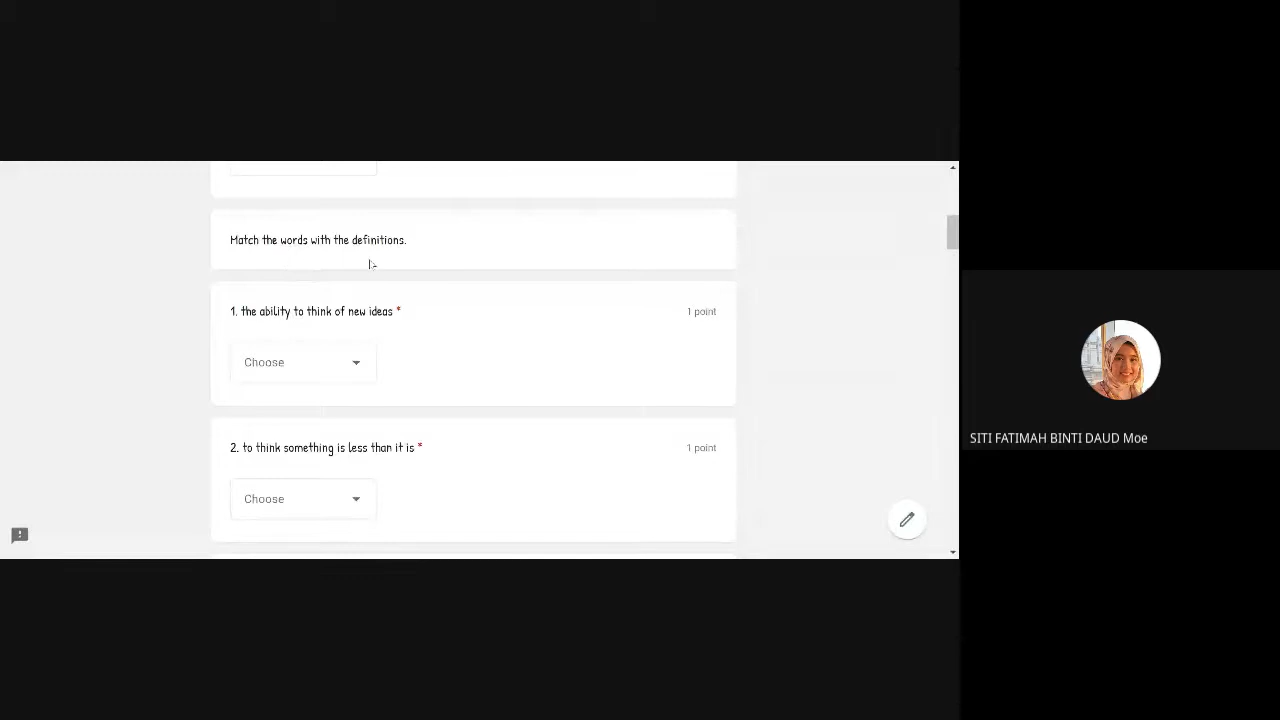 Match the words with the definitions.
1. the ability to think of new ideas *
1 point
Choose
2. to think something is less than it is *
1 point
Choose
SITI FATIMAH BINTI DAUD Moe